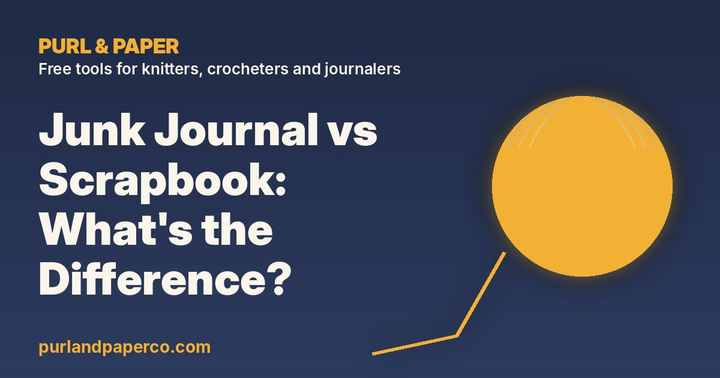 PURL & PAPER
Free tools for knitters, crocheters and journalers
Junk Journal vs
Scrapbook:
What's the
Difference?
purlandpaperco.com